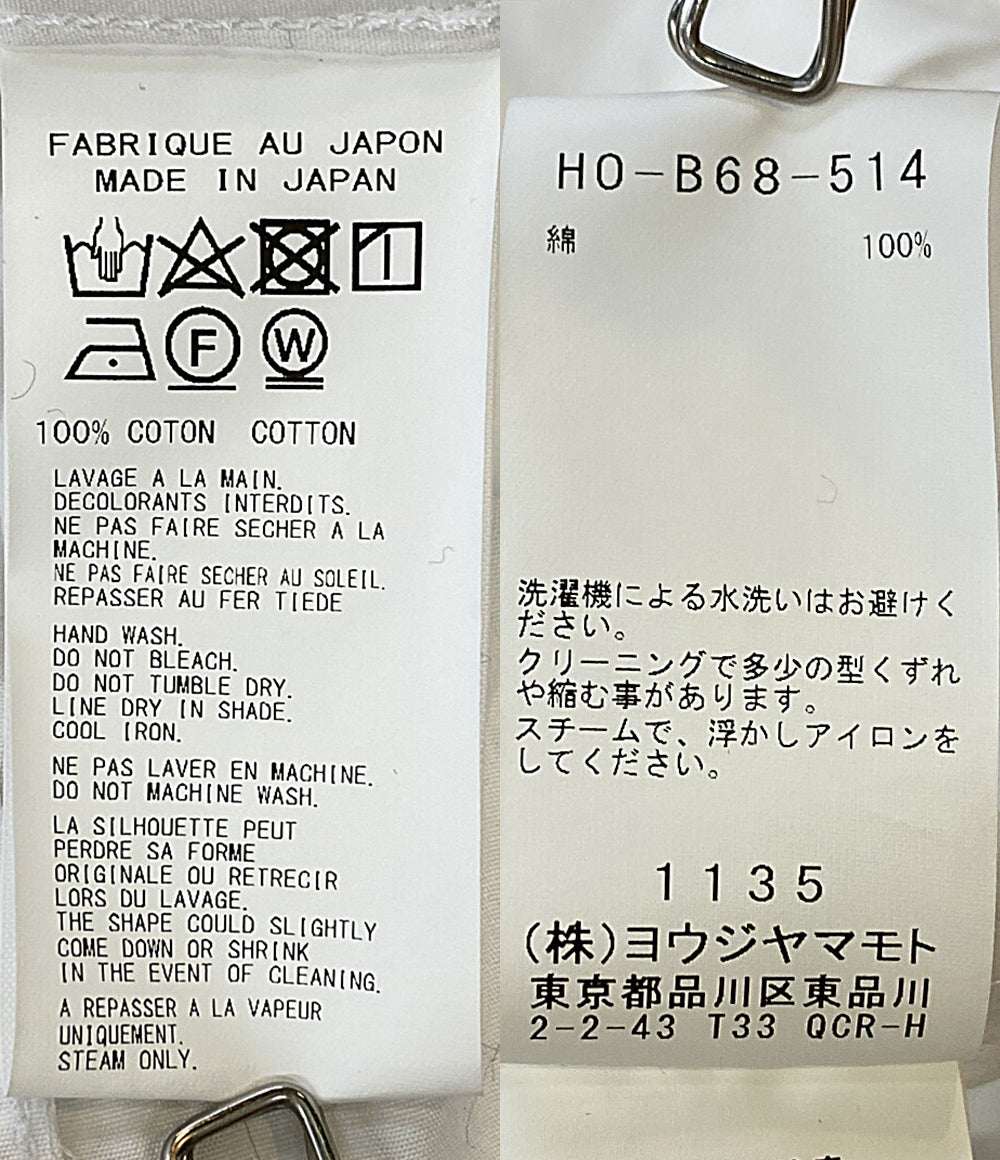 FABRIQUE AU JAPON
MADE IN JAPAN
F
W
100% COTON COTTON
LAVAGE A LA MAIN.
DECOLORANTS INTERDITS.
NE PAS FAIRE SECHER A LA
MACHINE.
NE PAS FAIRE SECHER AU SOLEIL.
REPASSER AU FER TIEDE
HAND WASH.
DO NOT BLEACH.
DO NOT TUMBLE DRY.
LINE DRY IN SHADE.
COOL IRON.
NE PAS LAVER EN MACHINE.
DO NOT MACHINE WASH.
LA SILHOUETTE PEUT
PERDRE SA FORME
ORIGINALE OU RETRECIR
LORS DU LAVAGE.
THE SHAPE COULD SLIGHTLY
COME DOWN OR SHRINK
IN THE EVENT OF CLEANING.
A REPASSER A LA VAPEUR
UNIQUEMENT.
STEAM ONLY.
HO-B68-514
綿 100%
洗濯機による水洗いはお避けく
ださい。
クリーニングで多少の型くずれ
や縮む事があります。
スチームで、浮かしアイロンを
してください。
1135
(株)ヨウジヤマモト
東京都品川区東品川
2-2-43 T33 QCR-H